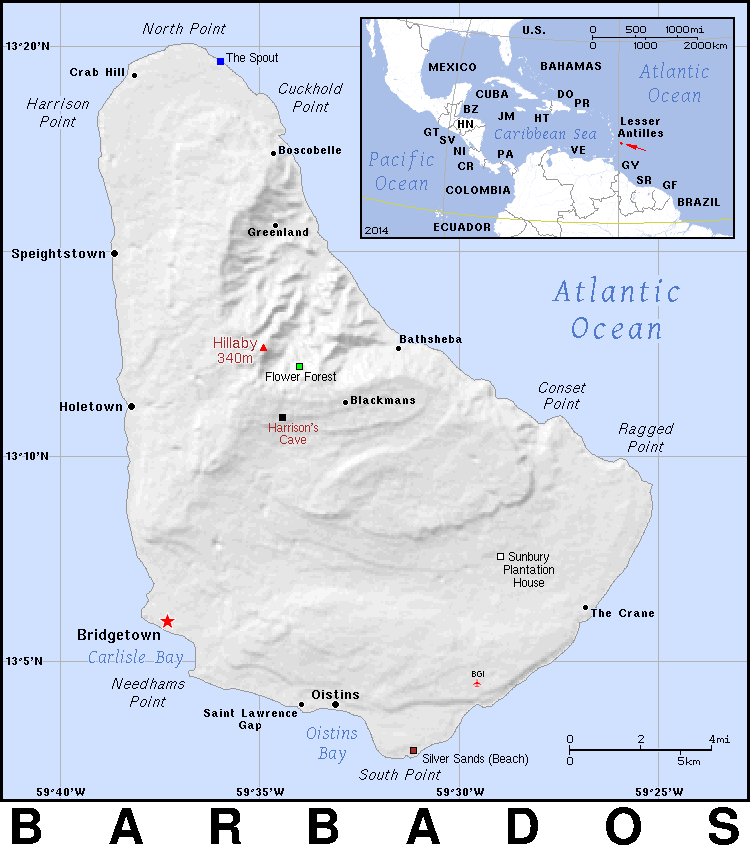 North Point
13°20'N
The Spout
Crab Hill
Harrison
Point
Cuckhold
Point
Boscobelle
Greenland
Speightstown
Hillaby
340m
Bathsheba
Flower Forest
Holetown
Blackmans
Harrison's
Cave
Conset
Point
Ragged
Point
13°10'N
Atlantic
Ocean
Sunbury
Plantation
House
The Crane
Bridgetown
Carlisle Bay
13°5'N
Needhams
Point
BGI
Oistins
Saint Lawrence
Gap
Oistins
Bay
Silver Sands (Beach)
South Point
0 2 4mi
0 5km
59°40'W 59°35'W 59°30'W 59°25'W
U.S.
0 500 1000mi
0 1000 2000km
MEXICO
BAHAMAS
Atlantic
Ocean
CUBA
DO
PR
BZ
JM
HT
HN
Lesser
Antilles
GT
SV
Caribbean Sea
NI
PA
VE
CR
Pacific
Ocean
GY
SR
GF
COLOMBIA
BRAZIL
ECUADOR
2014
B A R B A D O S